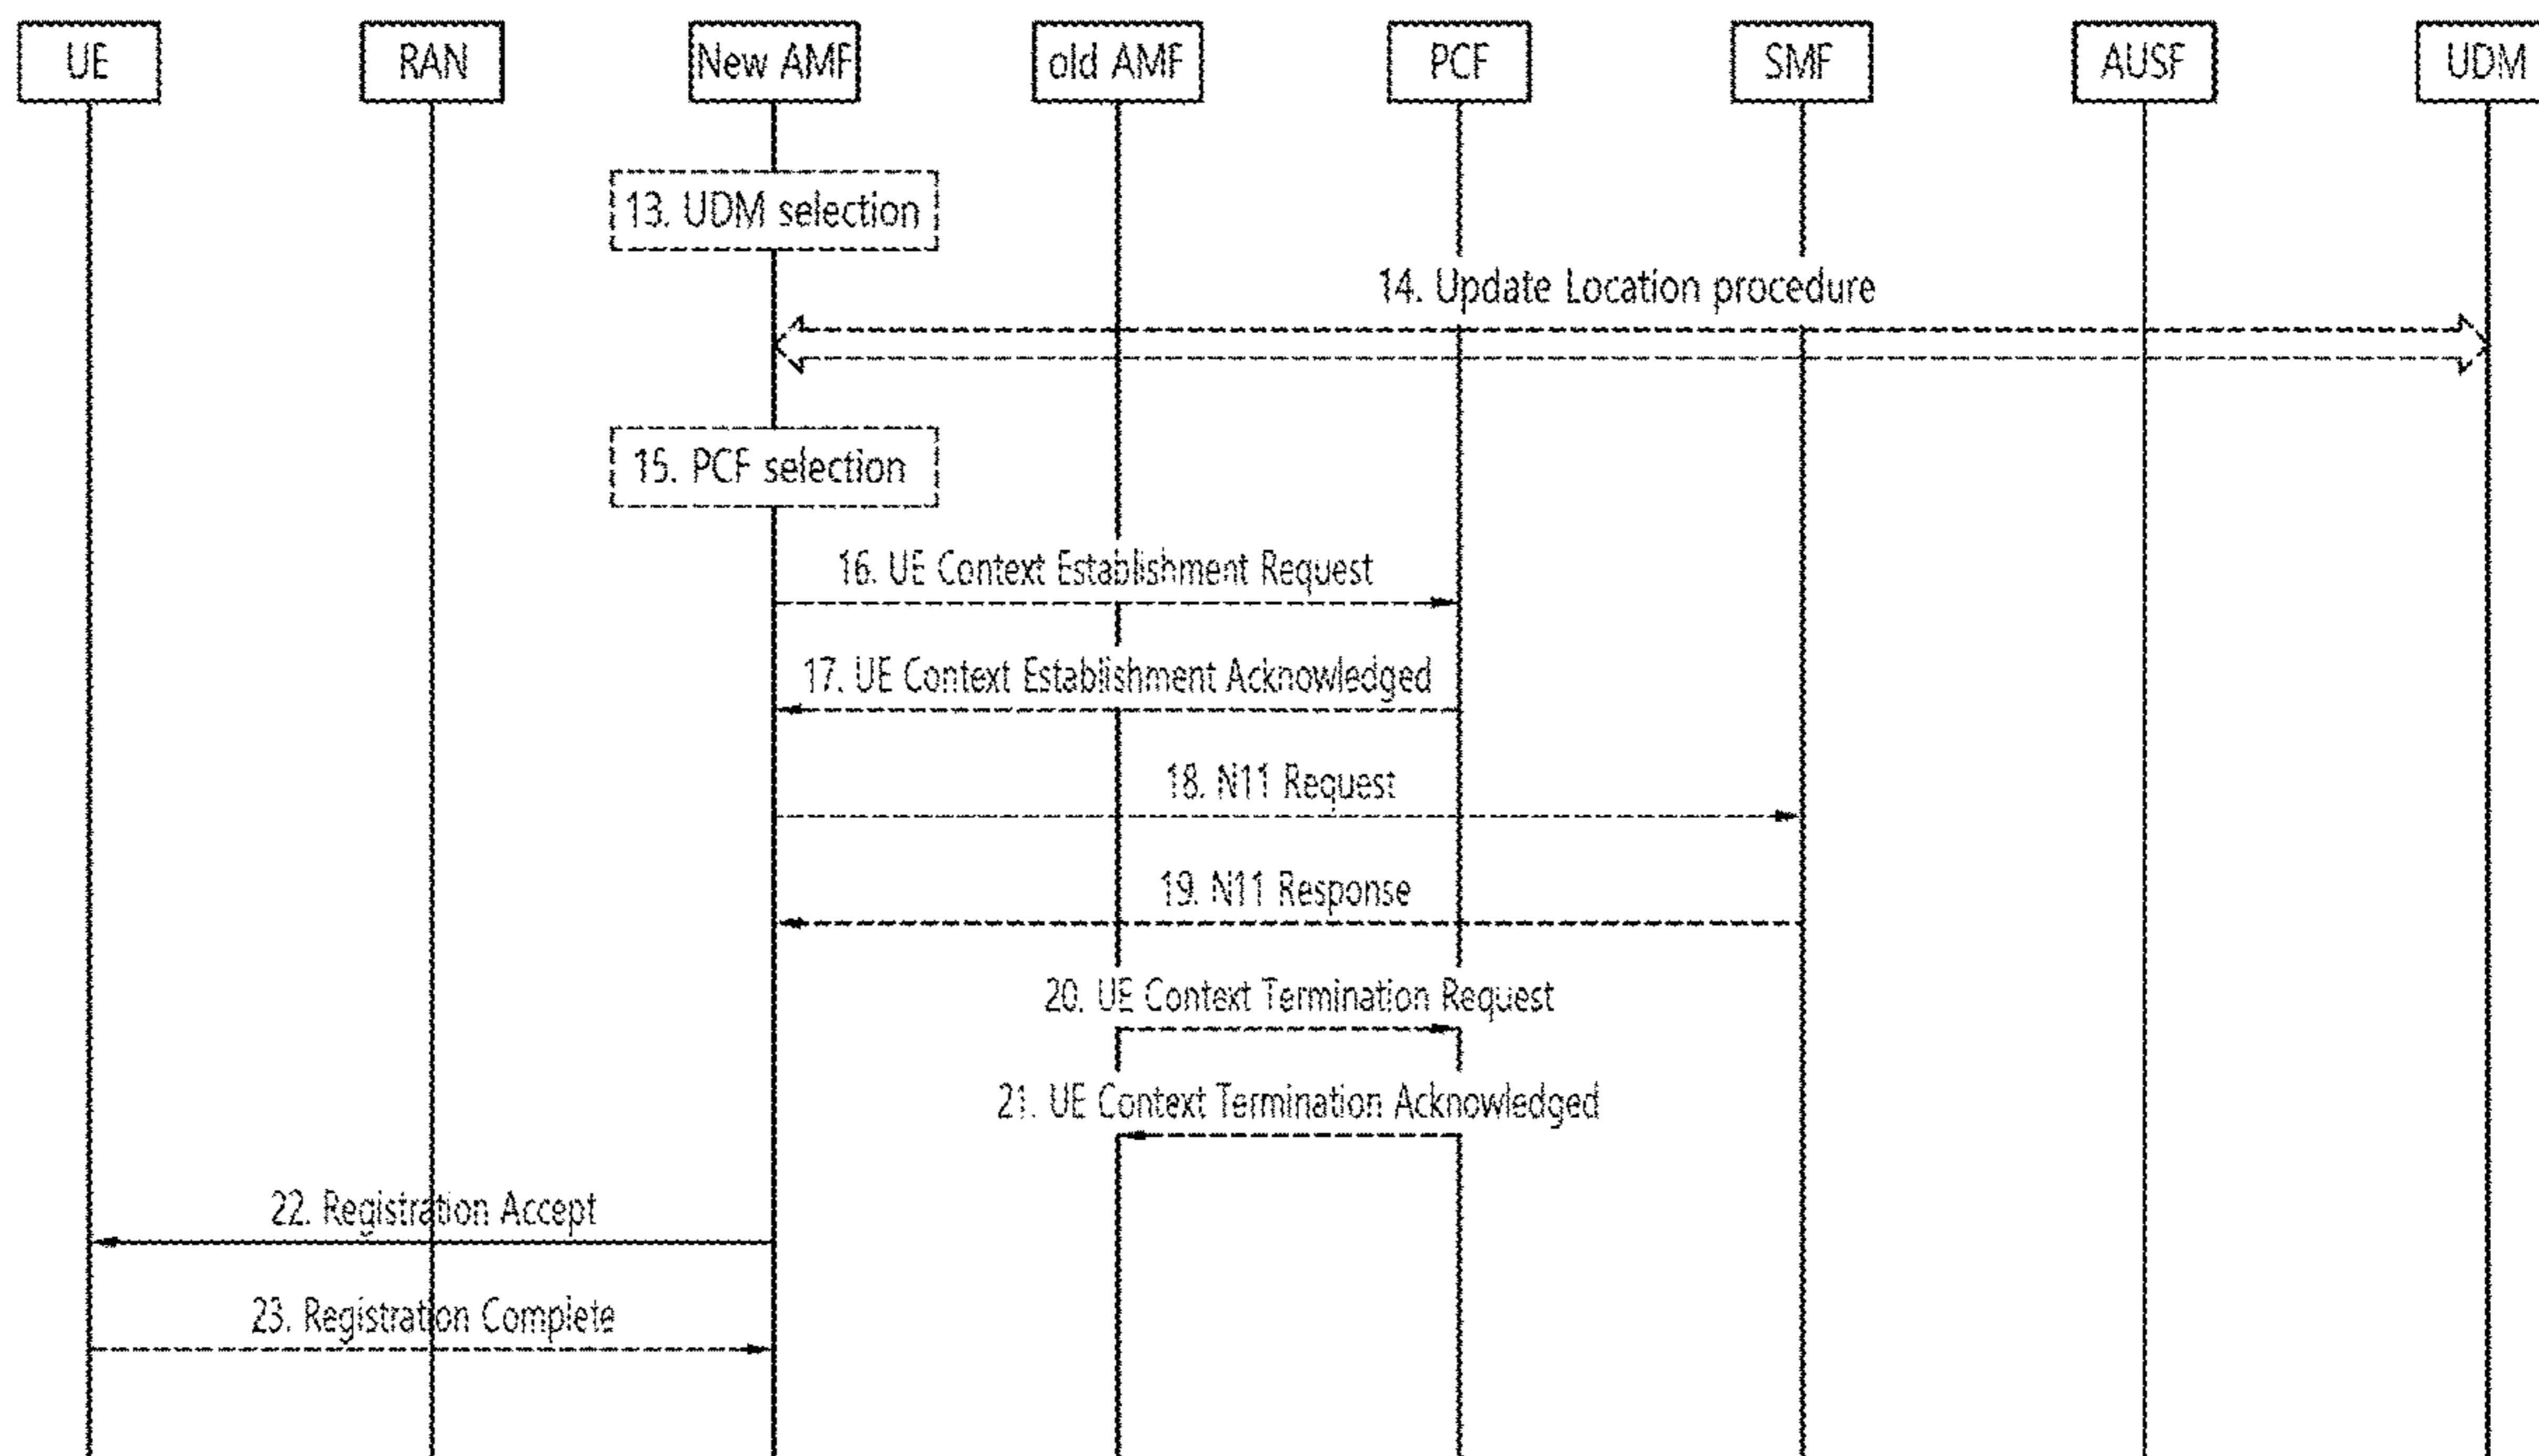 UE
RAN
New AMF
old AMF
PCF
SMF
AUSF
UDM
13. UDM selection
14. Update Location procedure
15. PCF selection
16. UE Context Establishment Request
17. UE Context Establishment Acknowledged
18. N11 Request
19. N11 Response
20. UE Context Termination Request
21. UE Context Termination Acknowledged
22. Registration Accept
23. Registration Complete